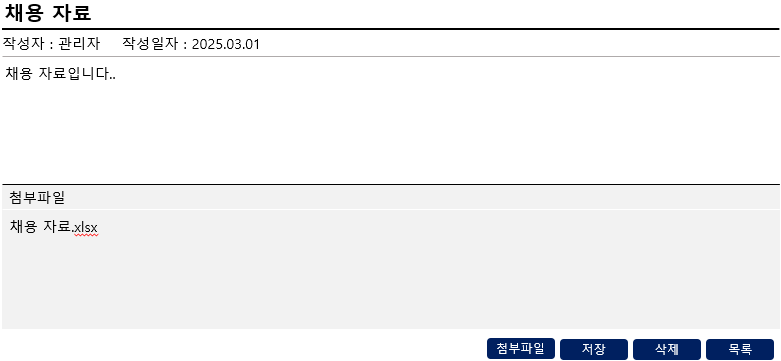 채용 자료
작성자 : 관리자 작성일자 : 2025.03.01
채용 자료입니다..
첨부파일
채용 자료.xlsx
첨부파일 저장 삭제 목록